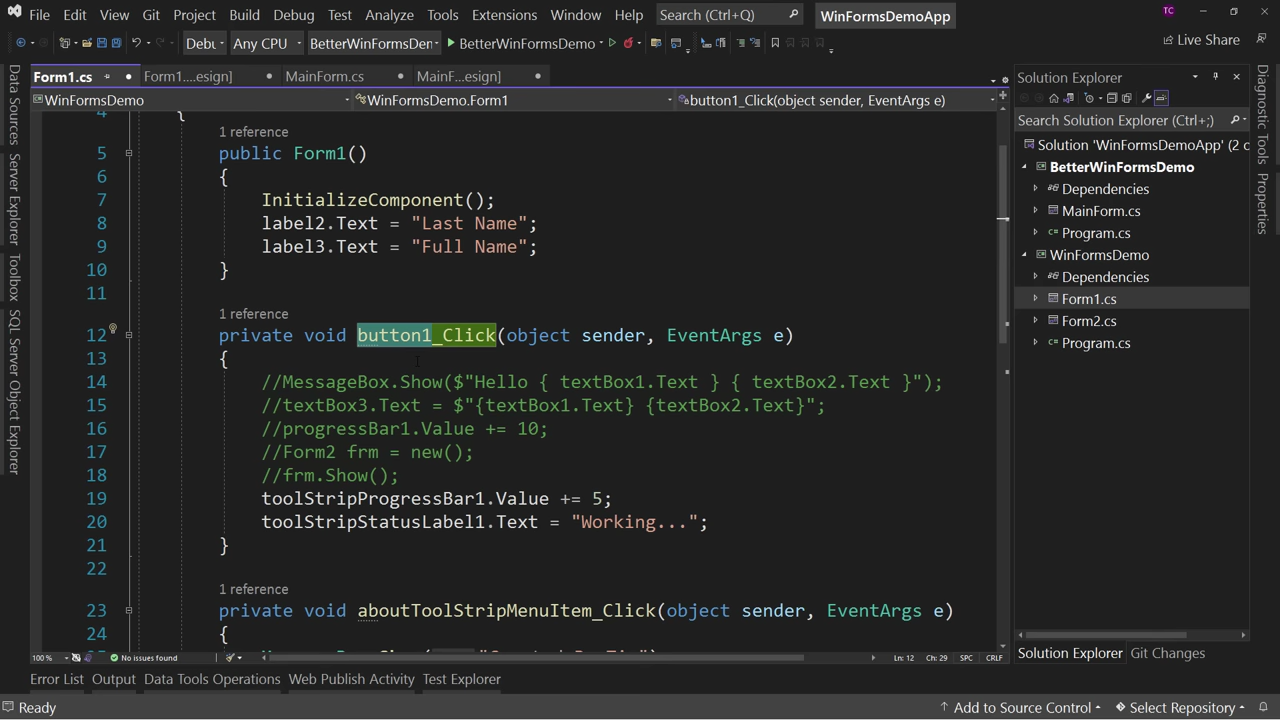 File Edit View Git Project Build Debug Test Analyze Tools Extensions Window Help Search (Ctrl+Q) WinFormsDemoApp TC
Debu Any CPU BetterWinFormsDer BetterWinFormsDemo Live Share
Form1.cs Form1....esign] MainForm.cs MainF...esign]
WinFormsDemo WinFormsDemo.Form1 button1_Click(object sender, EventArgs e)
4 {
1 reference
5 public Form1()
6 {
7 InitializeComponent();
8 label2.Text = "Last Name";
9 label3.Text = "Full Name";
10 }
11
1 reference
12 private void button1_Click(object sender, EventArgs e)
13 {
14 //MessageBox.Show($"Hello { textBox1.Text } { textBox2.Text }");
15 //textBox3.Text = $"{textBox1.Text} {textBox2.Text}";
16 //progressBar1.Value += 10;
17 //Form2 frm = new();
18 //frm.Show();
19 toolStripProgressBar1.Value += 5;
20 toolStripStatusLabel1.Text = "Working...";
21 }
22
1 reference
23 private void aboutToolStripMenuItem_Click(object sender, EventArgs e)
24 {
100 % No issues found Ln: 12 Ch: 29 SPC CRLF
Data Sources
Server Explorer
Toolbox
SQL Server Object Explorer
Solution Explorer
Search Solution Explorer (Ctrl+;)
Solution 'WinFormsDemoApp' (2 c
BetterWinFormsDemo
Dependencies
MainForm.cs
Program.cs
WinFormsDemo
Dependencies
Form1.cs
Form2.cs
Program.cs
Solution Explorer Git Changes
Diagnostic Tools
Properties
Error List Output Data Tools Operations Web Publish Activity Test Explorer
Ready Add to Source Control Select Repository